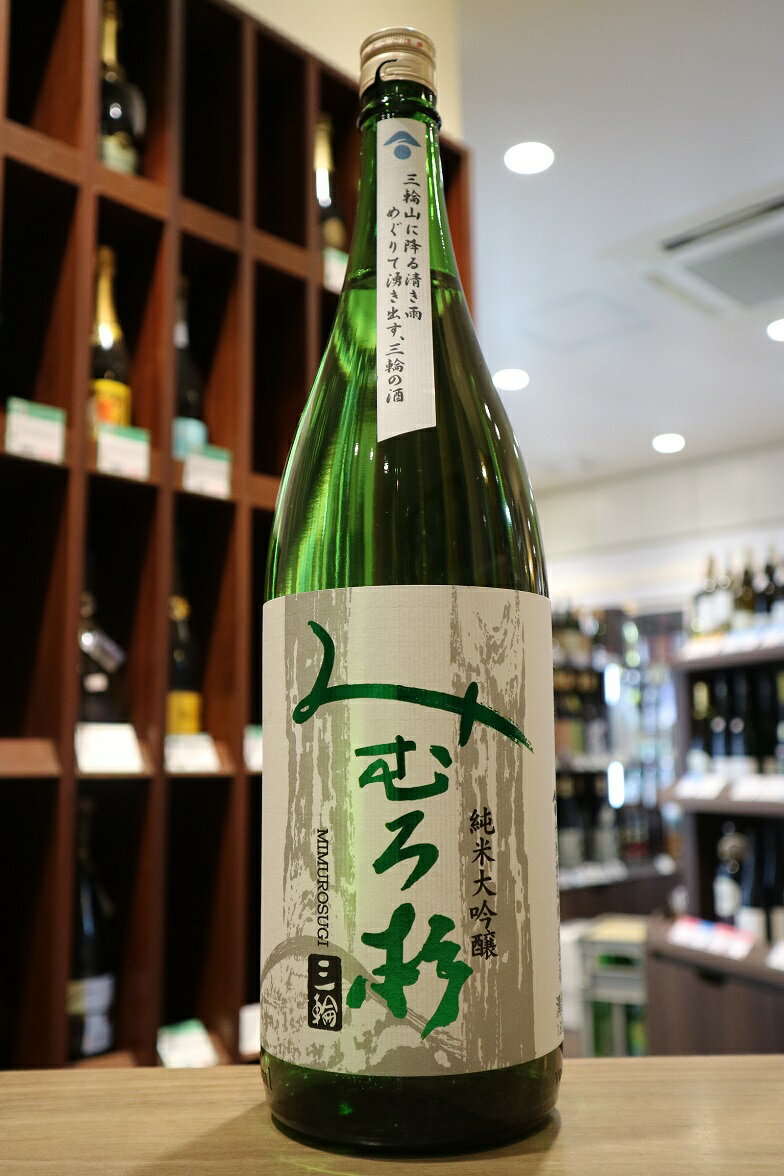 三輪山に降る清き雨
めぐりて湧き出す、三輪の酒
みむろ杉
純米大吟醸
MIMUROSUGI
三輪